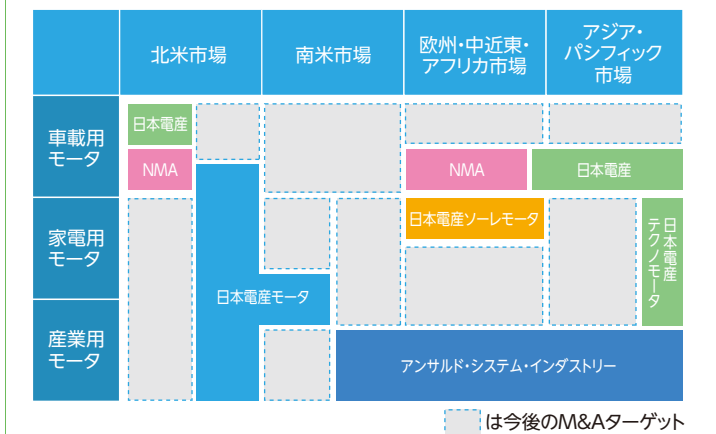 北米市場
南米市場
欧州・中近東・
アフリカ市場
アジア・
パシフィック
市場
車載用
モータ
日本電産
NMA
NMA
日本電産
家電用
モータ
日本電産ソーレモータ
日本電産
テクノモータ
日本電産モータ
産業用
モータ
アンサルド・システム・インダストリー
は今後のM&Aターゲット